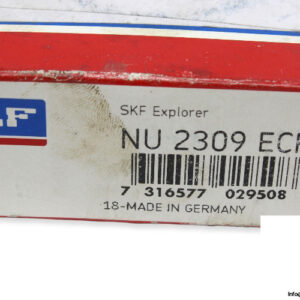 SKF Explorer
NU 2309 EC
7 316577 029508
18-MADE IN GERMANY